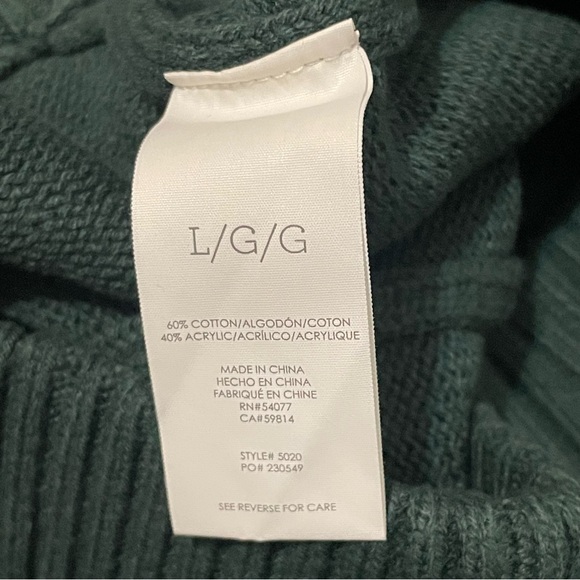 L/G/G
60% COTTON/ALGODÓN/COTON
40% ACRYLIC/ACRÍLICO/ACRYLIQUE
MADE IN CHINA
HECHO EN CHINA
FABRIQUÉ EN CHINE
RN#54077
CA#59814
STYLE# 5020
PO# 230549
SEE REVERSE FOR CARE